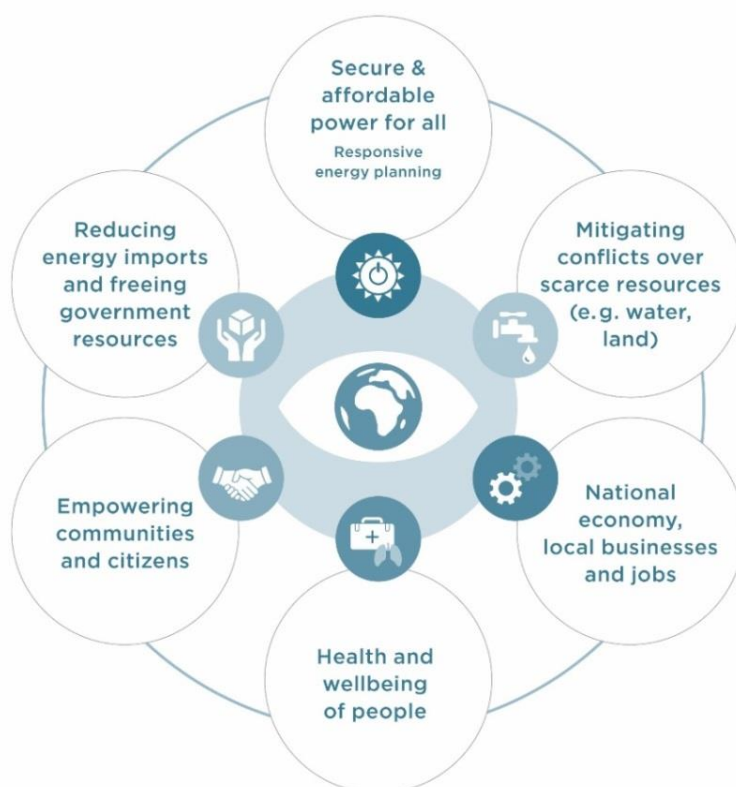 Secure &
affordable
power for all
Responsive
energy planning
Reducing
energy imports
and freeing
government
resources
Mitigating
conflicts over
scarce resources
(e.g. water,
land)
Empowering
communities
and citizens
National
economy,
local businesses
and jobs
Health and
wellbeing
of people